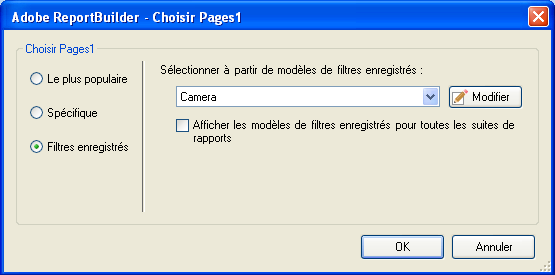 Adobe ReportBuilder - Choisir Pages1
Choisir Pages1
Le plus populaire
Spécifique
Filtres enregistrés
Sélectionner à partir de modèles de filtres enregistrés :
Camera
Modifier
Afficher les modèles de filtres enregistrés pour toutes les suites de
rapports
OK
Annuler